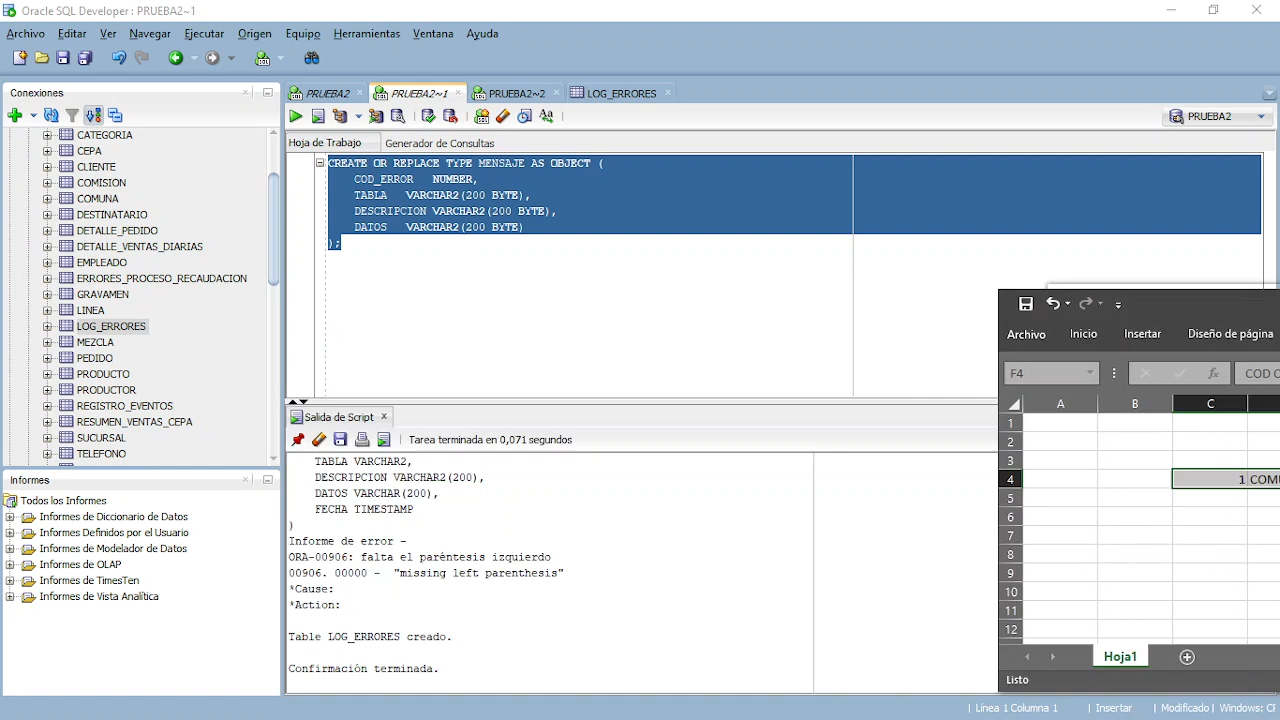 Oracle SQL Developer : PRUEBA2~1
Archivo Editar Ver Navegar Ejecutar Origen Equipo Herramientas Ventana Ayuda
Conexiones
CATEGORIA
CEPA
CLIENTE
COMISION
COMUNA
DESTINATARIO
DETALLE_PEDIDO
DETALLE_VENTAS_DIARIAS
EMPLEADO
ERRORES_PROCESO_RECAUDACION
GRAVAMEN
LINEA
LOG_ERRORES
MEZCLA
PEDIDO
PRODUCTO
PRODUCTOR
REGISTRO_EVENTOS
RESUMEN_VENTAS_CEPA
SUCURSAL
TELEFONO
Informes
Todos los Informes
Informes de Diccionario de Datos
Informes Definidos por el Usuario
Informes de Modelador de Datos
Informes de OLAP
Informes de TimesTen
Informes de Vista Analítica
PRUEBA2 PRUEBA2~1 PRUEBA2~2 LOG_ERRORES
PRUEBA2
Hoja de Trabajo Generador de Consultas
CREATE OR REPLACE TYPE MENSAJE AS OBJECT (
COD_ERROR NUMBER,
TABLA VARCHAR2(200 BYTE),
DESCRIPCION VARCHAR2(200 BYTE),
DATOS VARCHAR2(200 BYTE)
);
Salida de Script
Tarea terminada en 0,071 segundos
TABLA VARCHAR2,
DESCRIPCION VARCHAR2(200),
DATOS VARCHAR(200),
FECHA TIMESTAMP
)
Informe de error -
ORA-00906: falta el paréntesis izquierdo
00906. 00000 - "missing left parenthesis"
*Cause:
*Action:
Table LOG_ERRORES creado.
Confirmación terminada.
Archivo Inicio Insertar Diseño de página
F4 fx COD C
A B C
1
2
3
4 1 COMU
5
6
7
8
9
10
11
12
Hoja1
Listo
Línea 1 Columna 1 Insertar Modificado Windows: CF